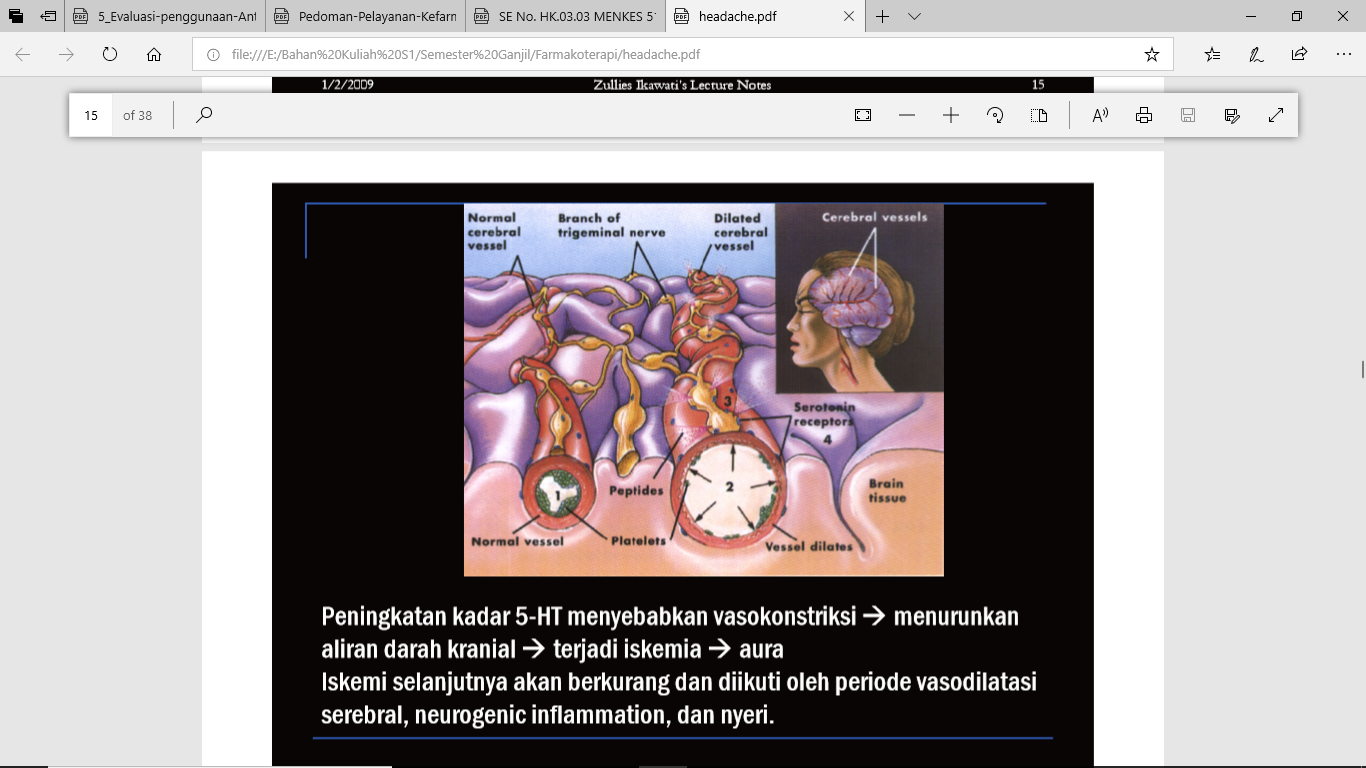 5_Evaluasi-penggunaan-Ant
Pedoman-Pelayanan-Kefarn
SE No. HK.03.03 MENKES 5
headache.pdf
file:///E:/Bahan%20Kuliah%20S1/Semester%20Ganjil/Farmakoterapi/headache.pdf
1/2/2009 Zullies Ikawati's Lecture Notes 15
15 of 38
Normal cerebral vessel
Branch of trigeminal nerve
Dilated cerebral vessel
Cerebral vessels
3
Serotonin receptors
4
Brain tissue
1
Peptides
2
Normal vessel
Platelets
Vessel dilates
Peningkatan kadar 5-HT menyebabkan vasokonstriksi → menurunkan
aliran darah kranial → terjadi iskemia → aura
Iskemi selanjutnya akan berkurang dan diikuti oleh periode vasodilatasi
serebral, neurogenic inflammation, dan nyeri.